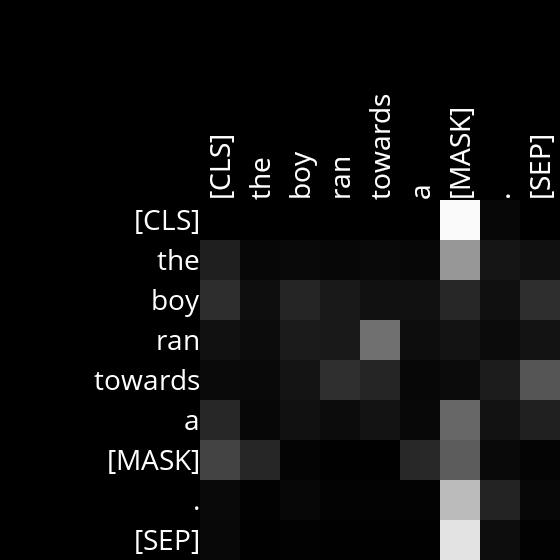 [CLS] the boy ran towards a [MASK] . [SEP]
[CLS]
the
boy
ran
towards
a
[MASK]
.
[SEP]